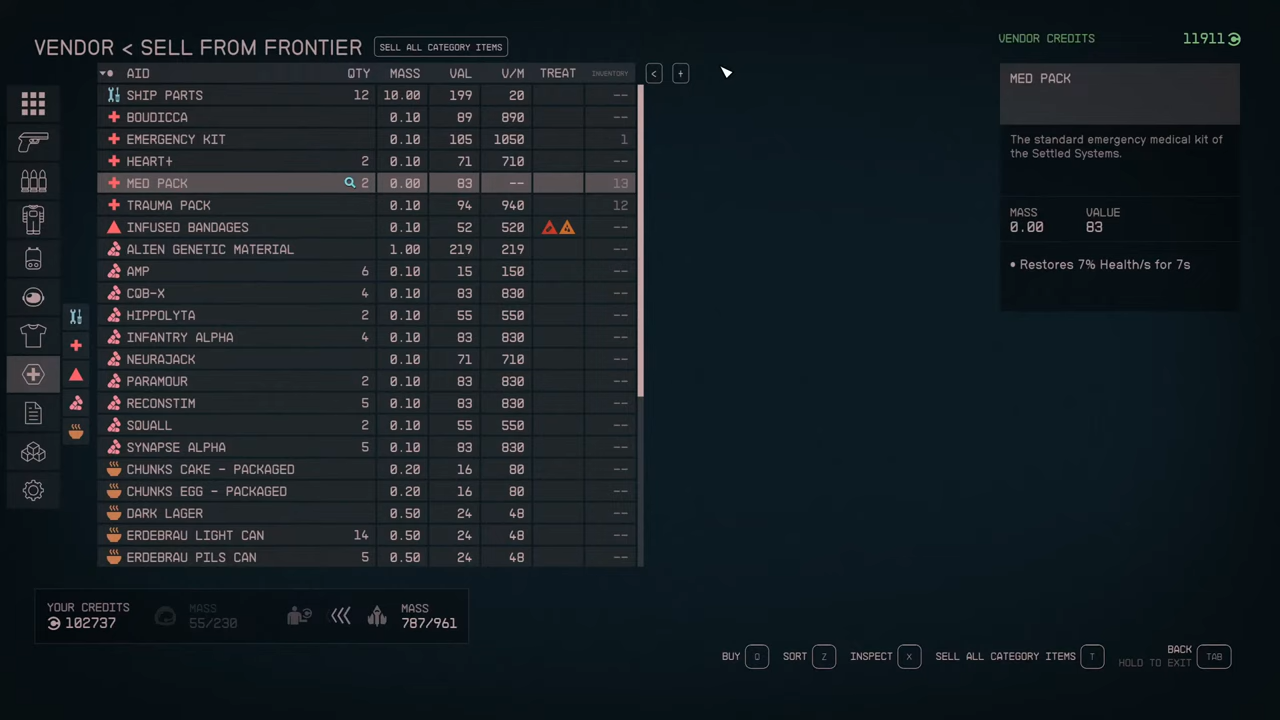 VENDOR < SELL FROM FRONTIER
SELL ALL CATEGORY ITEMS
VENDOR CREDITS 11911
AID QTY MASS VAL V/M TREAT INVENTORY < +
SHIP PARTS 12 10.00 199 20 --
BOUDICCA 0.10 89 890 --
EMERGENCY KIT 0.10 105 1050 1
HEART+ 2 0.10 71 710 --
MED PACK 2 0.00 83 -- 13
TRAUMA PACK 0.10 94 940 12
INFUSED BANDAGES 0.10 52 520 --
ALIEN GENETIC MATERIAL 1.00 219 219 --
AMP 6 0.10 15 150 --
CQB-X 4 0.10 83 830 --
HIPPOLYTA 2 0.10 55 550 --
INFANTRY ALPHA 4 0.10 83 830 --
NEURAJACK 0.10 71 710 --
PARAMOUR 2 0.10 83 830 --
RECONSTIM 5 0.10 83 830 --
SQUALL 2 0.10 55 550 --
SYNAPSE ALPHA 5 0.10 83 830 --
CHUNKS CAKE - PACKAGED 0.20 16 80 --
CHUNKS EGG - PACKAGED 0.20 16 80 --
DARK LAGER 0.50 24 48 --
ERDEBRAU LIGHT CAN 14 0.50 24 48 --
ERDEBRAU PILS CAN 5 0.50 24 48 --
MED PACK
The standard emergency medical kit of
the Settled Systems.
MASS VALUE
0.00 83
• Restores 7% Health/s for 7s
YOUR CREDITS MASS MASS
102737 55/230 787/961
BUY Q SORT Z INSPECT X SELL ALL CATEGORY ITEMS T BACK TAB
HOLD TO EXIT